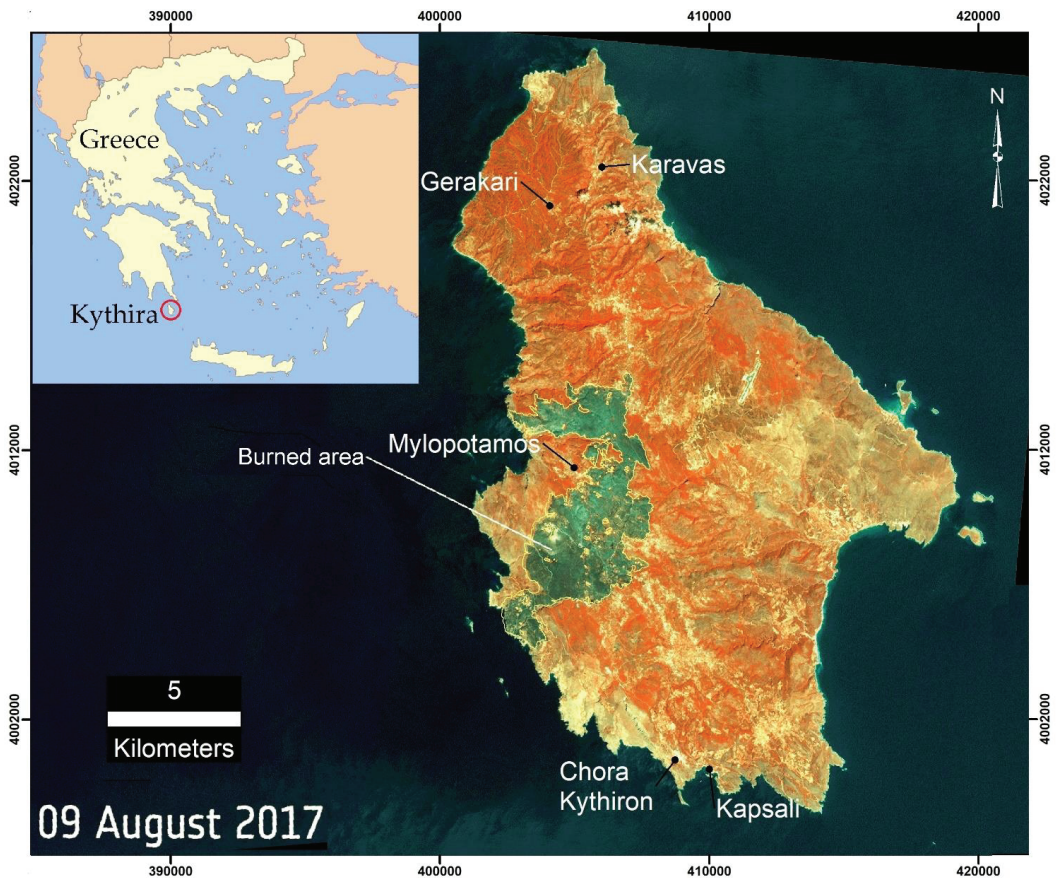 390000
400000
410000
420000
N
Greece
Karavas
Gerakari
4022000
4022000
Kythira
Mylopotamos
4012000
4012000
Burned area
5
Kilometers
4002000
4002000
Chora
Kythiron
Kapsali
09 August 2017
390000
400000
410000
420000